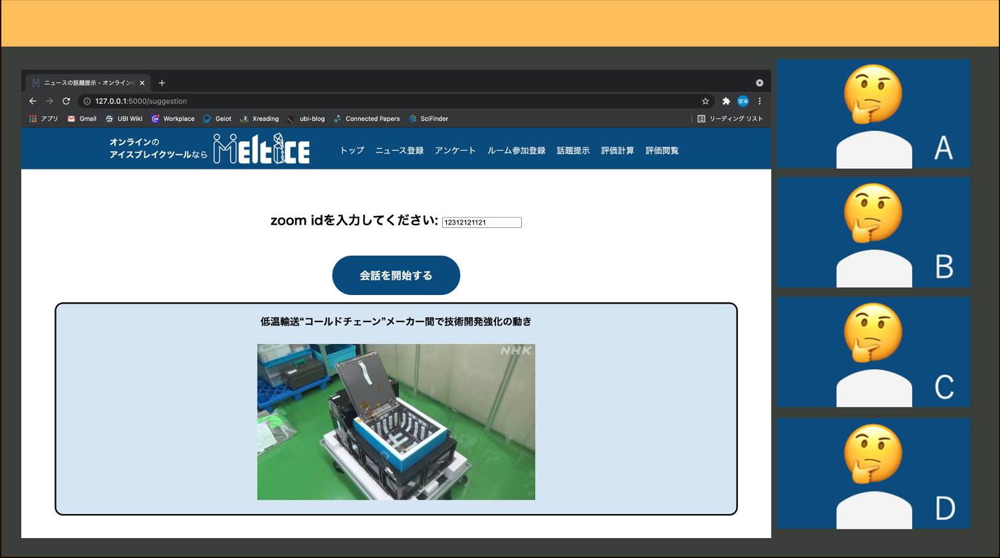 ニュースの話題提示 - オンライン
127.0.0.1:5000/suggestion
望海
アプリ Gmail UBI Wiki Workplace Geiot Xreading ubi-blog Connected Papers SciFinder リーディング リスト
オンラインの
アイスブレイクツールなら MeltICE
トップ ニュース登録 アンケート ルーム参加登録 話題提示 評価計算 評価閲覧
zoom idを入力してください: 12312121121
会話を開始する
低温輸送“コールドチェーン”メーカー間で技術開発強化の動き
NHK
A
B
C
D